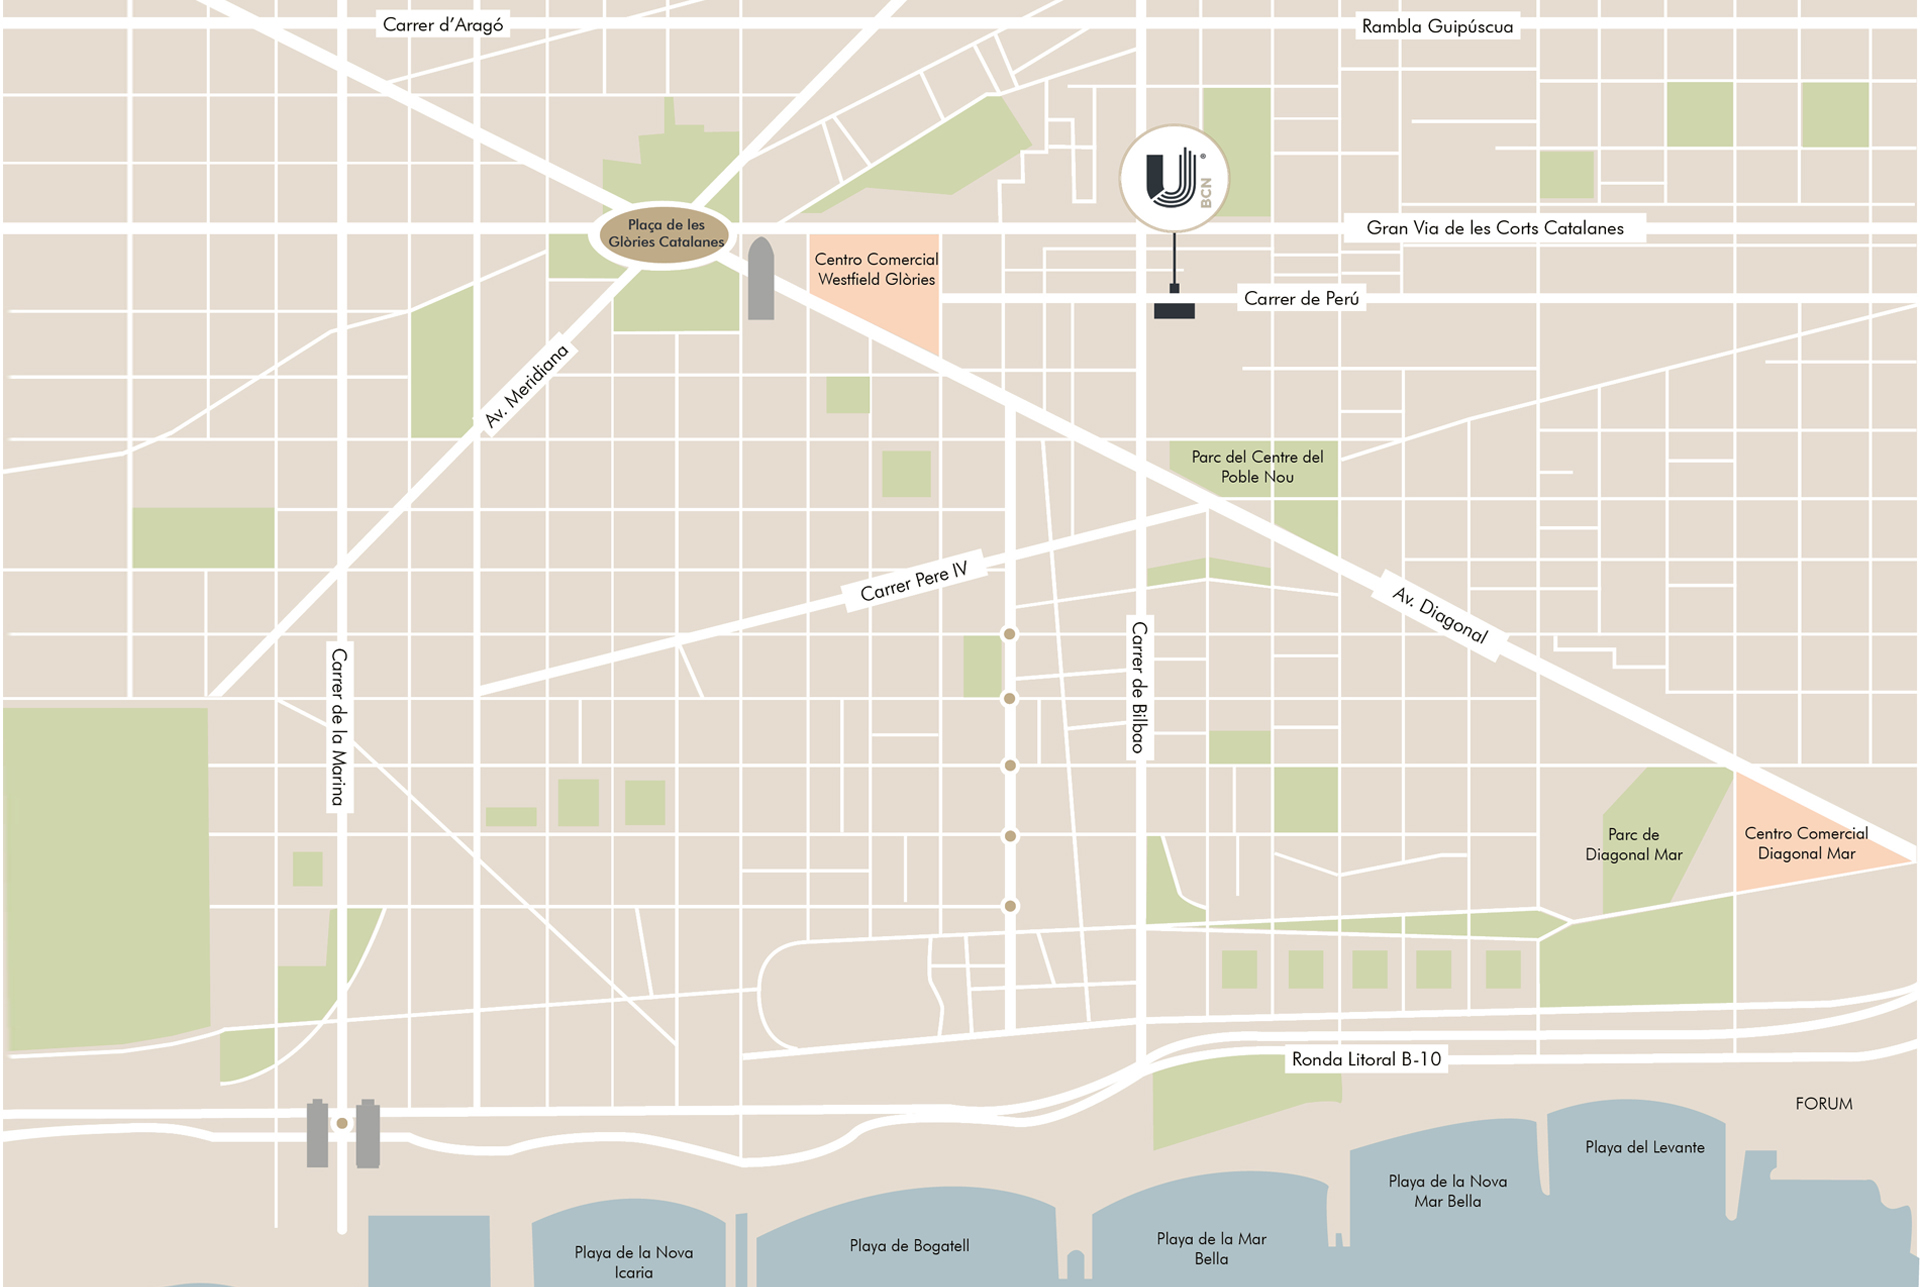 Carrer d'Aragó
Rambla Guipúscua
BCN
Plaça de les
Glòries Catalanes
Gran Via de les Corts Catalanes
Centro Comercial
Westfield Glòries
Carrer de Perú
Av. Meridiana
Parc del Centre del
Poble Nou
Carrer Pere IV
Av. Diagonal
Carrer de la Marina
Carrer de Bilbao
Parc de
Diagonal Mar
Centro Comercial
Diagonal Mar
Ronda Litoral B-10
FORUM
Playa del Levante
Playa de la Nova
Mar Bella
Playa de la Mar
Bella
Playa de Bogatell
Playa de la Nova
Icaria